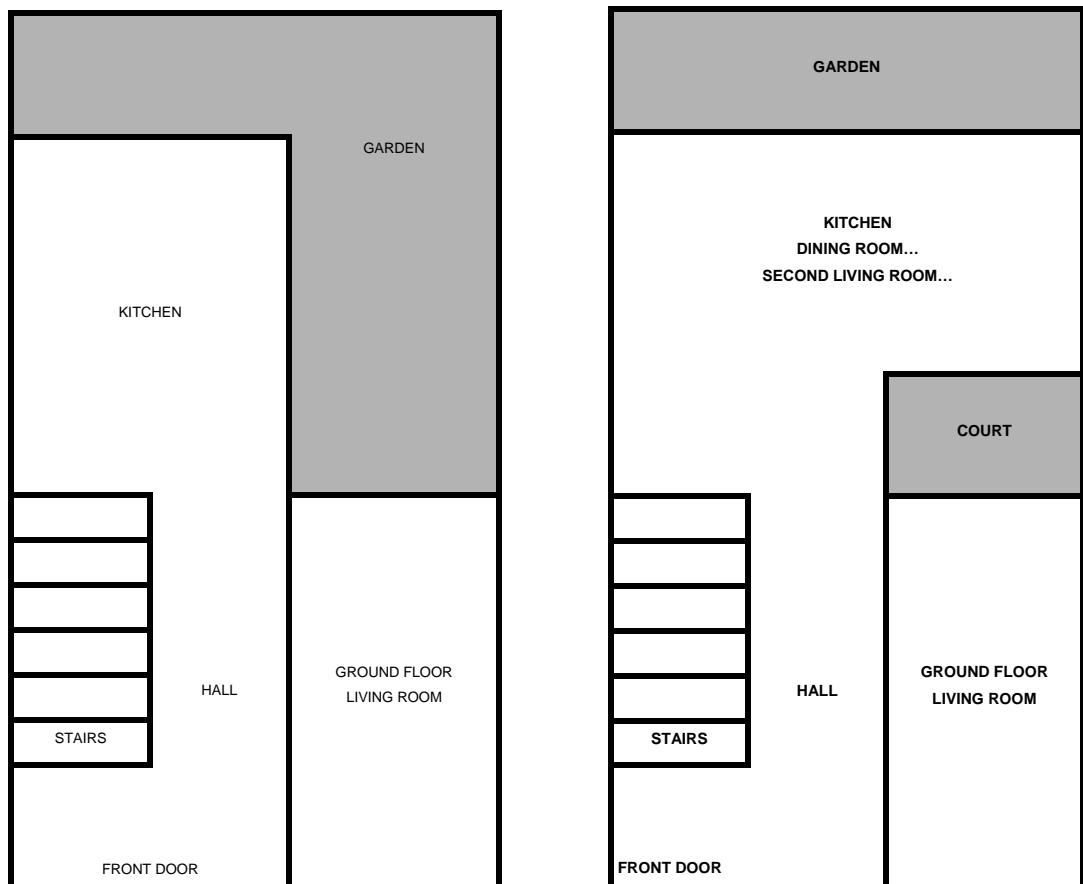 GARDEN
KITCHEN
HALL
GROUND FLOOR
LIVING ROOM
STAIRS
FRONT DOOR
GARDEN
KITCHEN
DINING ROOM…
SECOND LIVING ROOM…
COURT
GROUND FLOOR
LIVING ROOM
HALL
STAIRS
FRONT DOOR